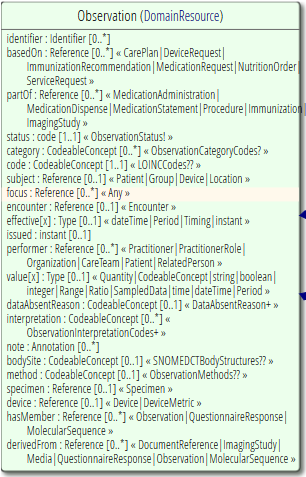 Observation (DomainResource)
identifier : Identifier [0..*]
basedOn : Reference [0..*] « CarePlan|DeviceRequest|
ImmunizationRecommendation|MedicationRequest|NutritionOrder|
ServiceRequest »
partOf : Reference [0..*] « MedicationAdministration|
MedicationDispense|MedicationStatement|Procedure|Immunization|
ImagingStudy »
status : code [1..1] « ObservationStatus! »
category : CodeableConcept [0..*] « ObservationCategoryCodes? »
code : CodeableConcept [1..1] « LOINCCodes?? »
subject : Reference [0..1] « Patient|Group|Device|Location »
focus : Reference [0..*] « Any »
encounter : Reference [0..1] « Encounter »
effective[x] : Type [0..1] « dateTime|Period|Timing|instant »
issued : instant [0..1]
performer : Reference [0..*] « Practitioner|PractitionerRole|
Organization|CareTeam|Patient|RelatedPerson »
value[x] : Type [0..1] « Quantity|CodeableConcept|string|boolean|
integer|Range|Ratio|SampledData|time|dateTime|Period »
dataAbsentReason : CodeableConcept [0..1] « DataAbsentReason+ »
interpretation : CodeableConcept [0..*] «
ObservationInterpretationCodes+ »
note : Annotation [0..*]
bodySite : CodeableConcept [0..1] « SNOMEDCTBodyStructures?? »
method : CodeableConcept [0..1] « ObservationMethods?? »
specimen : Reference [0..1] « Specimen »
device : Reference [0..1] « Device|DeviceMetric »
hasMember : Reference [0..*] « Observation|QuestionnaireResponse|
MolecularSequence »
derivedFrom : Reference [0..*] « DocumentReference|ImagingStudy|
Media|QuestionnaireResponse|Observation|MolecularSequence »